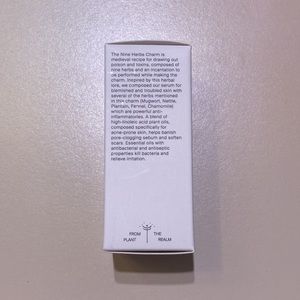 The Nine Herbs Charm is
medieval recipe for drawing out
poison and toxins, composed of
nine herbs and an incantation to
be performed while making the
charm. Inspired by this herbal
lore, we composed our serum for
blemished and troubled skin with
several of the herbs mentioned
in this charm (Mugwort, Nettle,
Plantain, Fennel, Chamomile)
which are powerful anti-
inflammatories. A blend of
high-linoleic acid plant oils,
composed specifically for
acne-prone skin, helps banish
pore-clogging sebum and soften
scars. Essential oils with
antibacterial and antiseptic
properties kill bacteria and
relieve irritation.
FROM THE
PLANT REALM